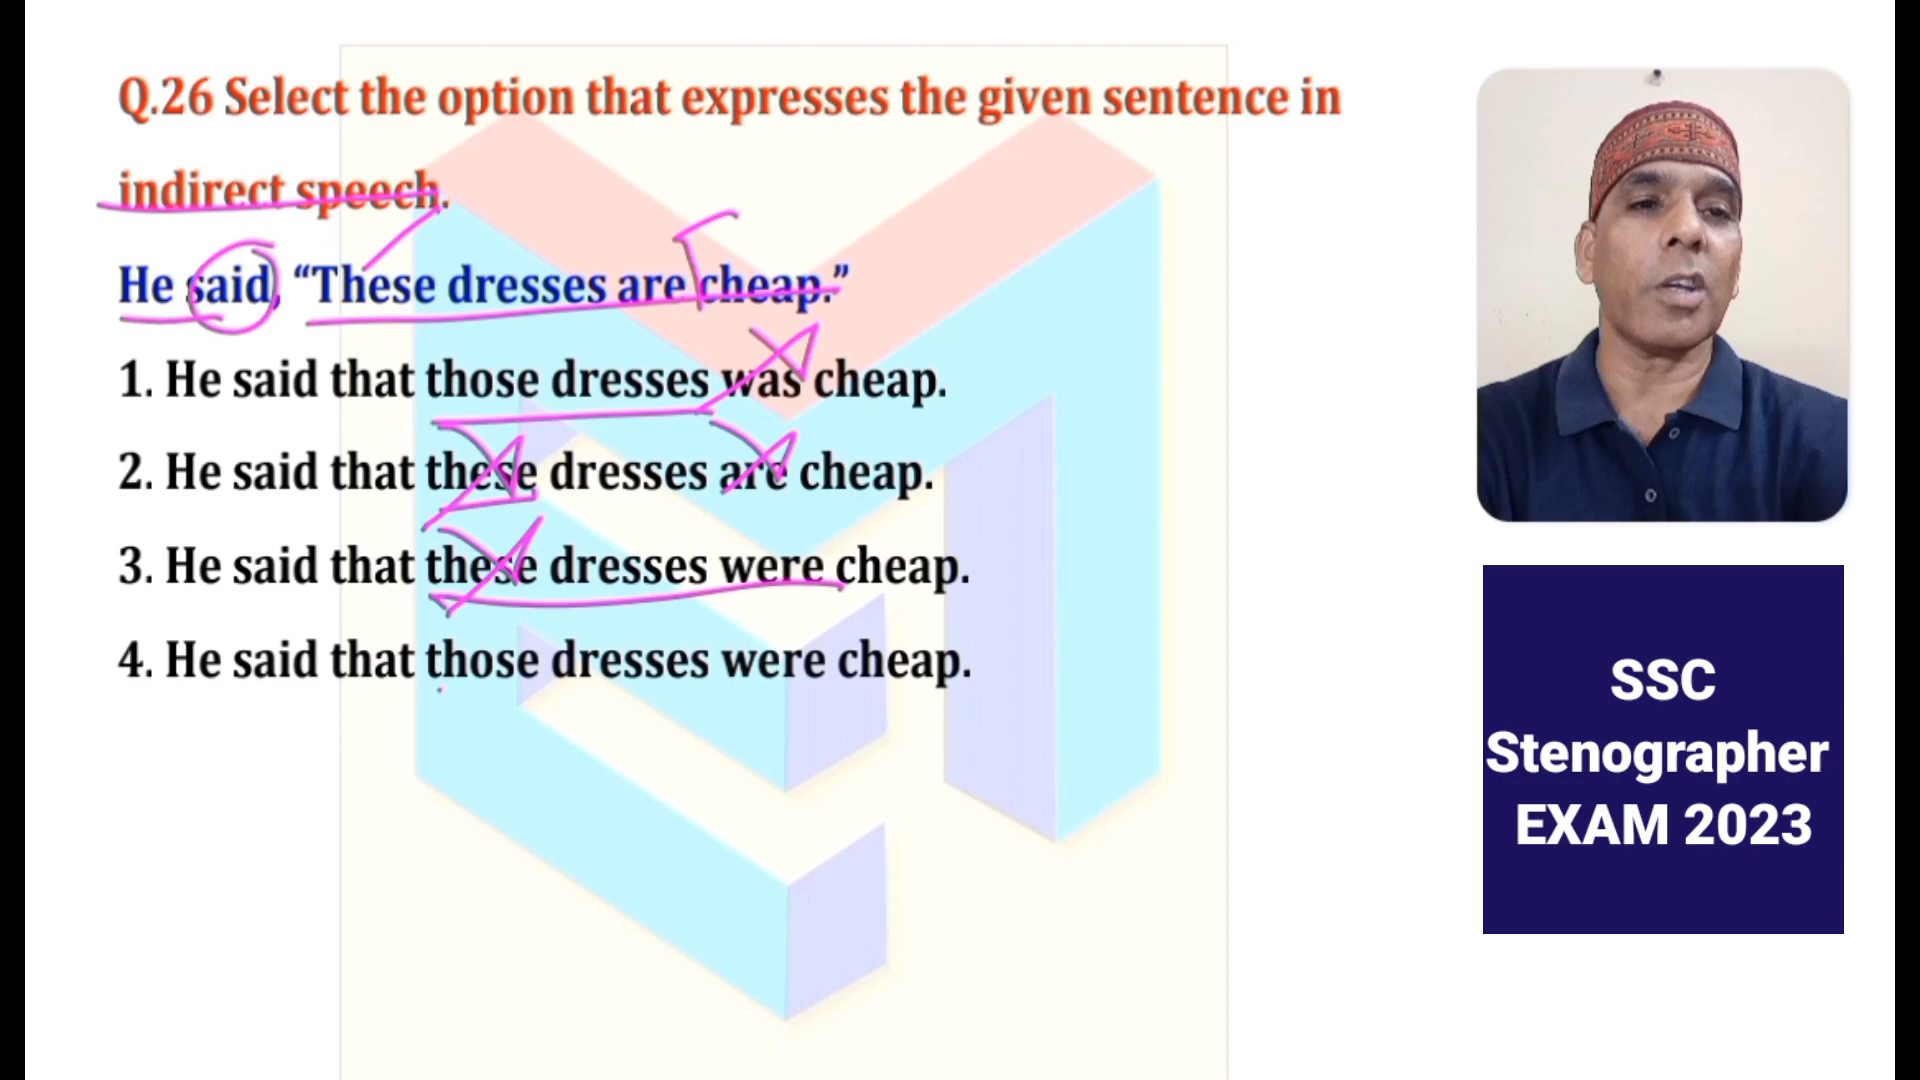 Q.26 Select the option that expresses the given sentence in
indirect speech.
He said, “These dresses are cheap.”
1. He said that those dresses was cheap.
2. He said that these dresses are cheap.
3. He said that these dresses were cheap.
4. He said that those dresses were cheap.
SSC
Stenographer
EXAM 2023